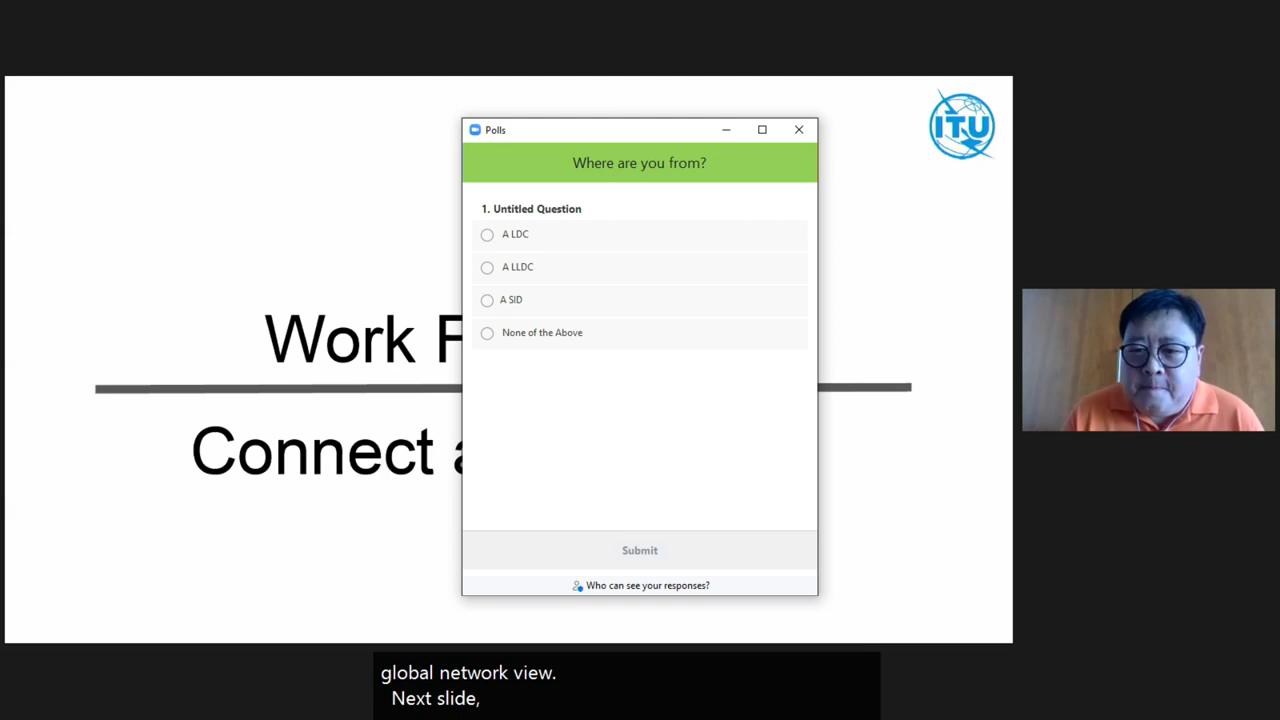 ITU
Polls
Where are you from?
1. Untitled Question
A LDC
A LLDC
A SID
None of the Above
Work
Connect
Submit
Who can see your responses?
global network view.
Next slide,